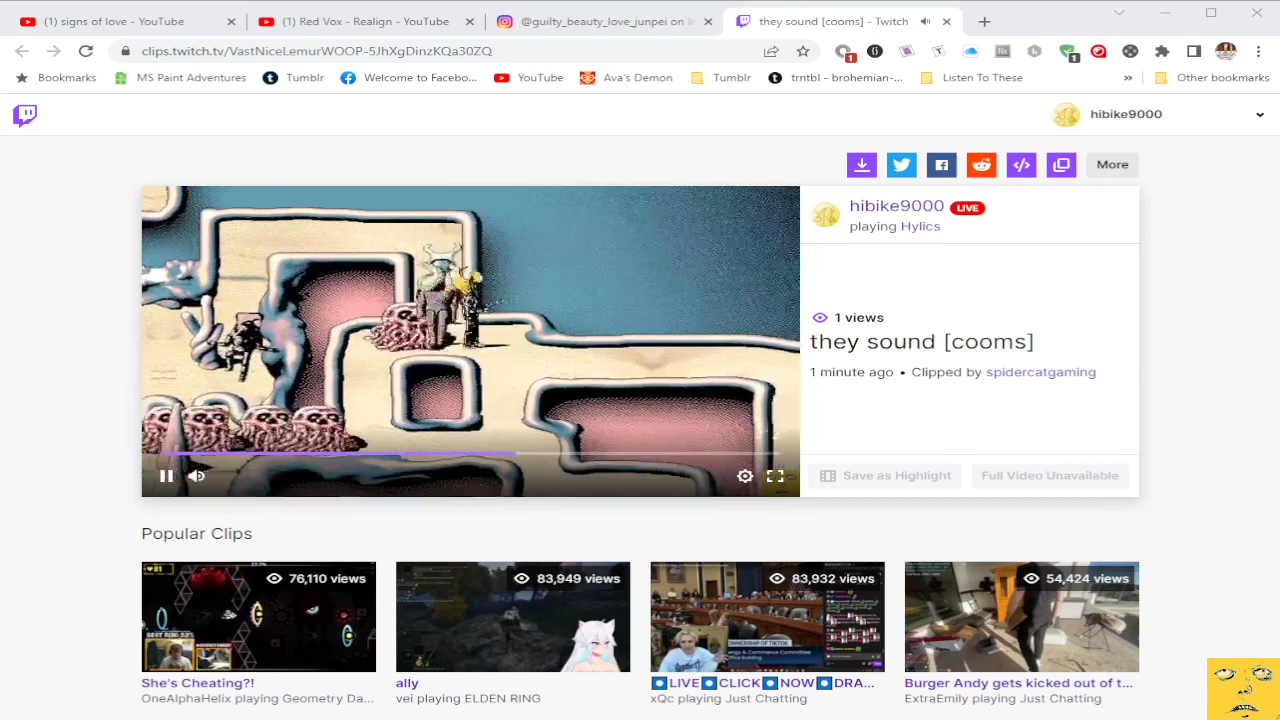 (1) signs of love - YouTube
(1) Red Vox - Realign - YouTube
@guilty_beauty_love_junpei on In
they sound [cooms] - Twitch
clips.twitch.tv/VastNiceLemurWOOP-5JhXgDinzKQa30ZQ
Bookmarks
MS Paint Adventures
Tumblr
Welcome to Facebo...
YouTube
Ava's Demon
Tumblr
trntbl - brohemian-...
Listen To These
»
Other bookmarks
hibike9000
More
hibike9000 LIVE
playing Hylics
1 views
they sound [cooms]
1 minute ago • Clipped by spidercatgaming
Save as Highlight
Full Video Unavailable
Popular Clips
76,110 views
83,949 views
83,932 views
54,424 views
She's Cheating?!
OneAlphaHelix playing Geometry Da...
ally
vei playing ELDEN RING
LIVE CLICK NOW DRA...
xQc playing Just Chatting
Burger Andy gets kicked out of t...
ExtraEmily playing Just Chatting